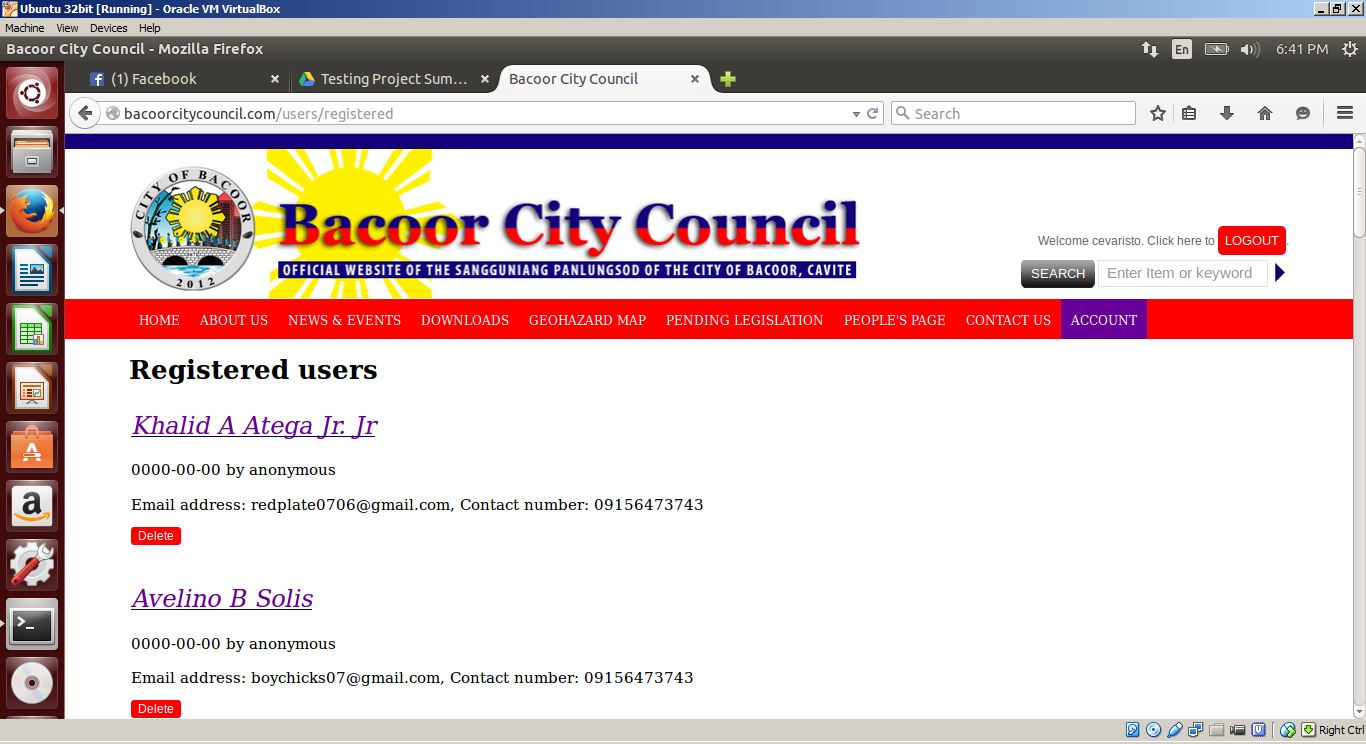 Ubuntu 32bit [Running] - Oracle VM VirtualBox
Machine View Devices Help
Bacoor City Council - Mozilla Firefox
En
6:41 PM
(1) Facebook
Testing Project Sum...
Bacoor City Council
bacoorcitycouncil.com/users/registered
Search
CITY OF BACOOR
2012
Bacoor City Council
OFFICIAL WEBSITE OF THE SANGGUNIANG PANLUNGSOD OF THE CITY OF BACOOR, CAVITE
Welcome cevaristo. Click here to LOGOUT.
SEARCH Enter Item or keyword
HOME ABOUT US NEWS & EVENTS DOWNLOADS GEOHAZARD MAP PENDING LEGISLATION PEOPLE'S PAGE CONTACT US ACCOUNT
Registered users
Khalid A Atega Jr. Jr
0000-00-00 by anonymous
Email address: redplate0706@gmail.com, Contact number: 09156473743
Delete
Avelino B Solis
0000-00-00 by anonymous
Email address: boychicks07@gmail.com, Contact number: 09156473743
Delete
Right Ctrl